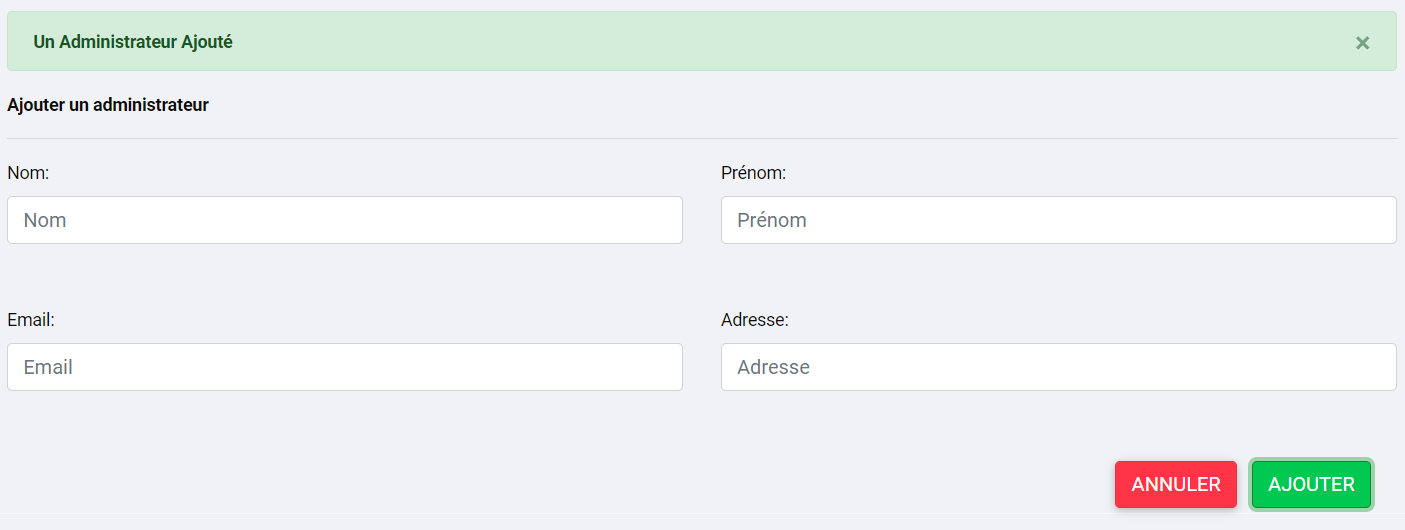 Un Administrateur Ajouté ×
Ajouter un administrateur
Nom: Prénom:
Nom Prénom
Email: Adresse:
Email Adresse
ANNULER AJOUTER